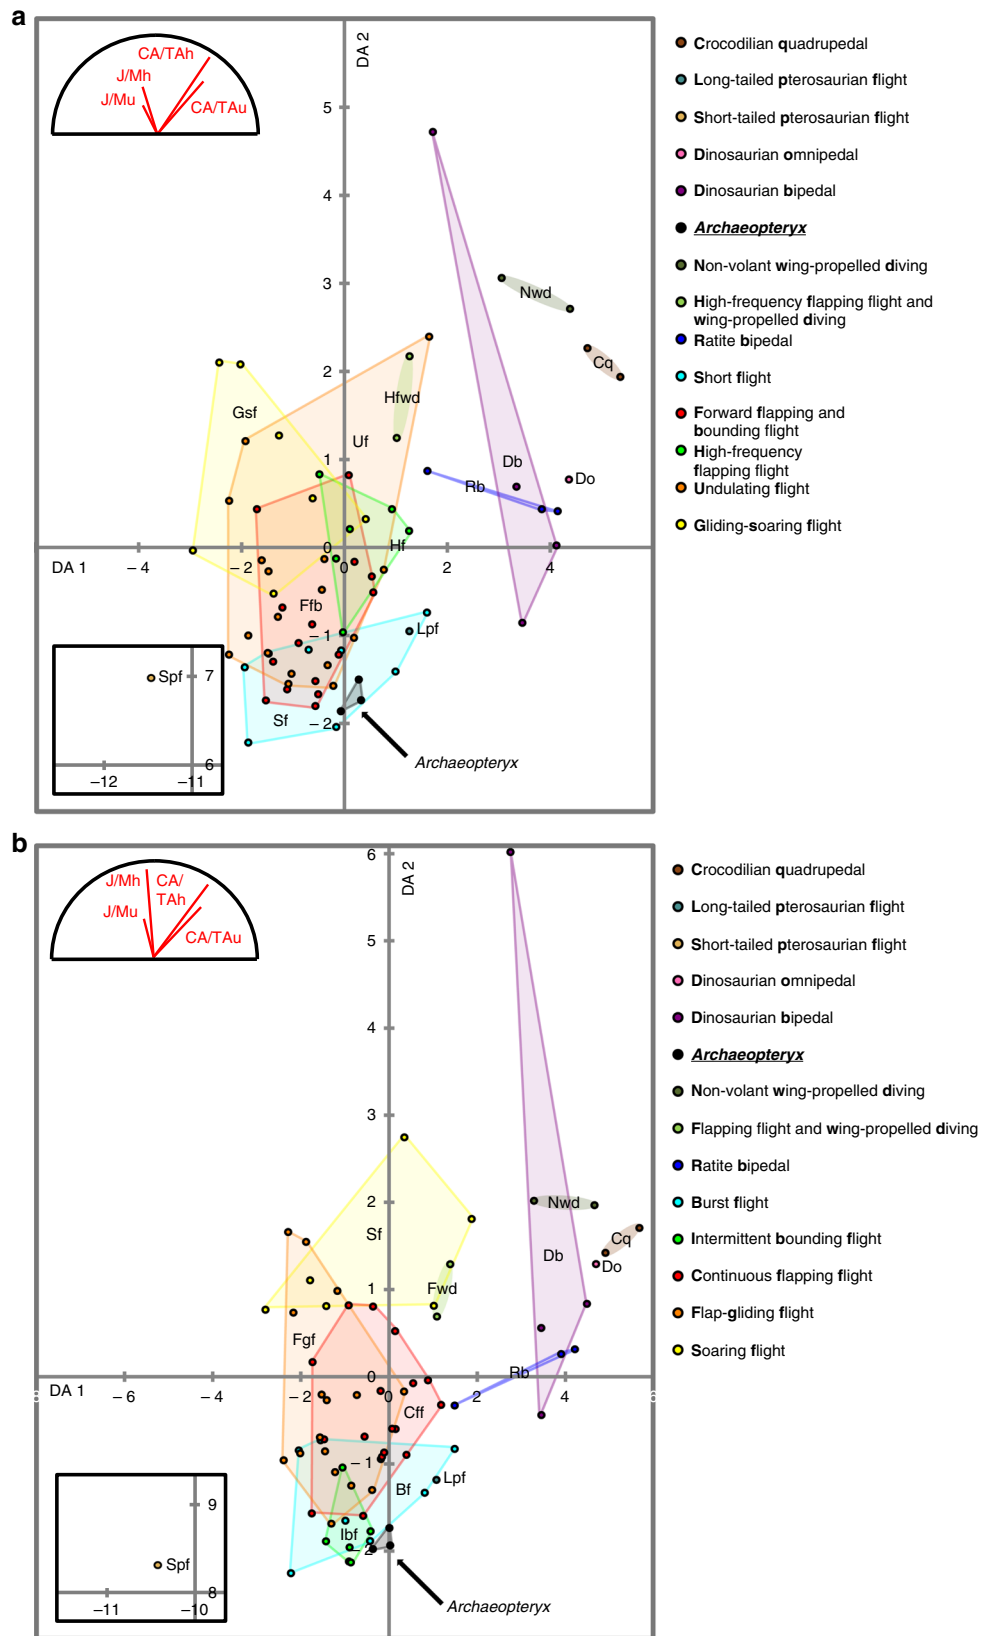 a
DA 2
CA/TAh
J/Mh
J/Mu
CA/TAu
5
4
3
2
1
0
– 1
– 2
DA 1
– 4
– 2
2
4
Nwd
Cq
Hfwd
Gsf
Uf
Db
Do
Rb
Hf
Ffb
Lpf
Sf
Archaeopteryx
Spf
7
6
–12
–11
Crocodilian quadrupedal
Long-tailed pterosaurian flight
Short-tailed pterosaurian flight
Dinosaurian omnipedal
Dinosaurian bipedal
Archaeopteryx
Non-volant wing-propelled diving
High-frequency flapping flight and
wing-propelled diving
Ratite bipedal
Short flight
Forward flapping and
bounding flight
High-frequency
flapping flight
Undulating flight
Gliding-soaring flight
b
DA 2
J/Mh
CA/
TAh
J/Mu
CA/TAu
6
5
4
3
2
1
0
– 1
– 2
DA 1
– 6
– 4
– 2
2
4
6
Nwd
Cq
Sf
Db
Do
Fwd
Fgf
Rb
Cff
Lpf
Bf
Ibf
Archaeopteryx
Spf
9
8
–11
–10
Crocodilian quadrupedal
Long-tailed pterosaurian flight
Short-tailed pterosaurian flight
Dinosaurian omnipedal
Dinosaurian bipedal
Archaeopteryx
Non-volant wing-propelled diving
Flapping flight and wing-propelled diving
Ratite bipedal
Burst flight
Intermittent bounding flight
Continuous flapping flight
Flap-gliding flight
Soaring flight